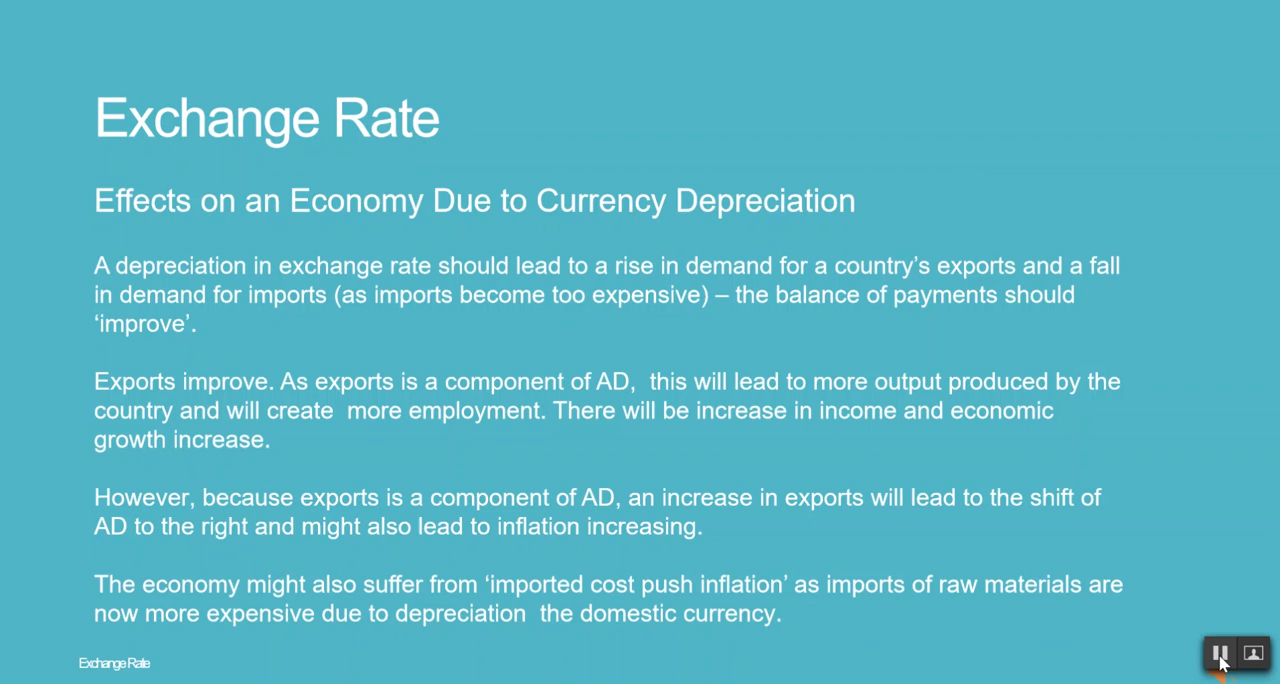 Exchange Rate
Effects on an Economy Due to Currency Depreciation
A depreciation in exchange rate should lead to a rise in demand for a country’s exports and a fall
in demand for imports (as imports become too expensive) – the balance of payments should
‘improve’.
Exports improve. As exports is a component of AD,  this will lead to more output produced by the
country and will create  more employment. There will be increase in income and economic
growth increase.
However, because exports is a component of AD, an increase in exports will lead to the shift of
AD to the right and might also lead to inflation increasing.
The economy might also suffer from ‘imported cost push inflation’ as imports of raw materials are
now more expensive due to depreciation  the domestic currency.
Exchange Rate